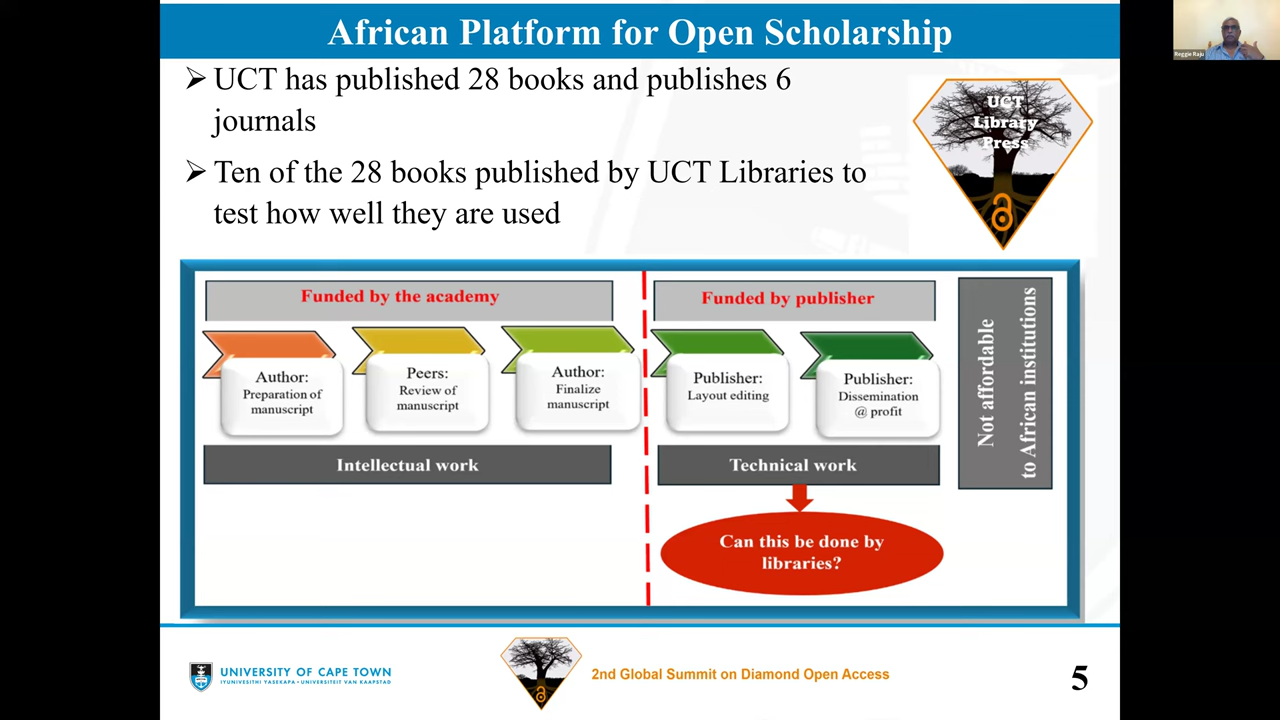 African Platform for Open Scholarship
Reggie Raju
➢ UCT has published 28 books and publishes 6
journals
➢ Ten of the 28 books published by UCT Libraries to
test how well they are used
UCT
Library
Press
Funded by the academy
Funded by publisher
Author:
Preparation of
manuscript
Peers:
Review of
manuscript
Author:
Finalize
manuscript
Publisher:
Layout editing
Publisher:
Dissemination
@ profit
Not affordable
to African institutions
Intellectual work
Technical work
Can this be done by
libraries?
UNIVERSITY OF CAPE TOWN
IYUNIVESITHI YASEKAPA • UNIVERSITEIT VAN KAAPSTAD
2nd Global Summit on Diamond Open Access
5